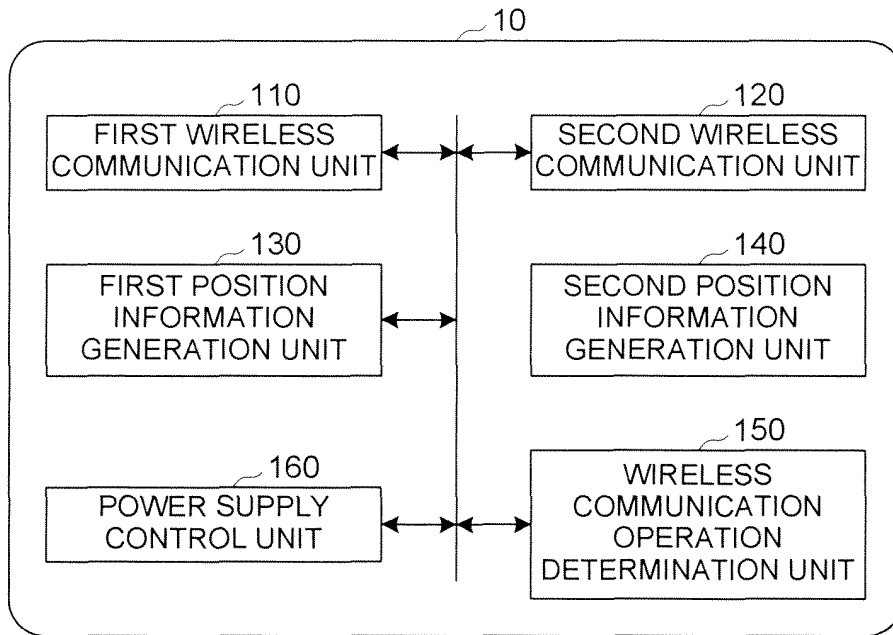 10
110
FIRST WIRELESS
COMMUNICATION UNIT
120
SECOND WIRELESS
COMMUNICATION UNIT
130
FIRST POSITION
INFORMATION
GENERATION UNIT
140
SECOND POSITION
INFORMATION
GENERATION UNIT
160
POWER SUPPLY
CONTROL UNIT
150
WIRELESS
COMMUNICATION
OPERATION
DETERMINATION UNIT